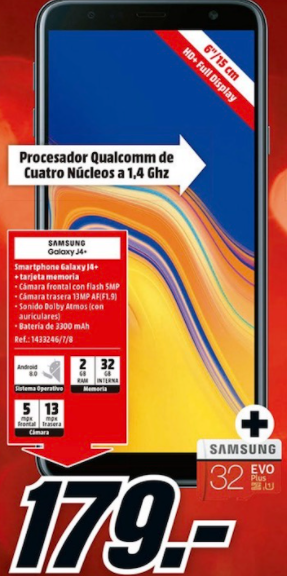 6"/15 cm
HD+ Full Display
Procesador Qualcomm de
Cuatro Núcleos a 1,4 Ghz
SAMSUNG
Galaxy J4+
Smartphone Galaxy J4+
+ tarjeta memoria
• Cámara frontal con flash 5MP
• Cámara trasera 13MP AF(F1.9)
• Sonido Dolby Atmos (con
auriculares)
• Batería de 3300 mAh
Ref.: 1433246/7/8
Android
8.0
Sistema Operativo
2
GB
RAM
32
GB
INTERNA
Memoria
5
mpx
Frontal
13
mpx
Trasera
Cámara
+
SAMSUNG
32
EVO
Plus
179.-